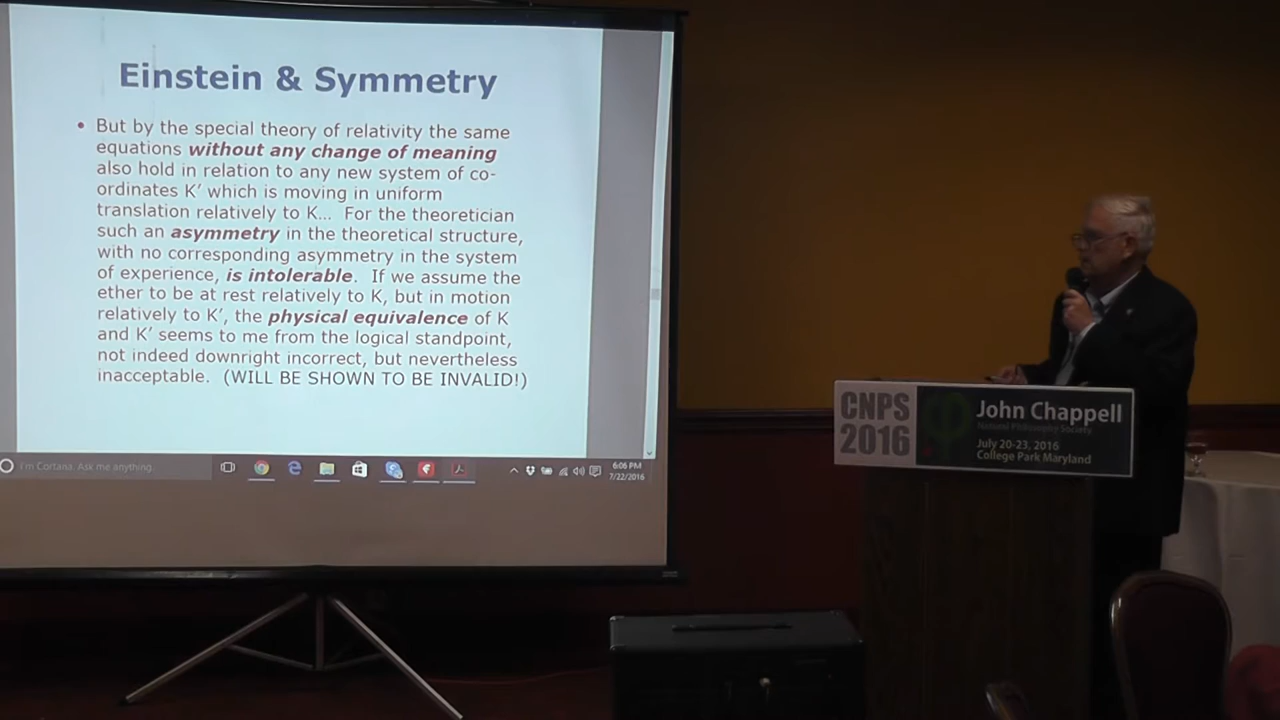 Einstein & Symmetry
• But by the special theory of relativity the same
equations without any change of meaning
also hold in relation to any new system of co-
ordinates K′ which is moving in uniform
translation relatively to K... For the theoretician
such an asymmetry in the theoretical structure,
with no corresponding asymmetry in the system
of experience, is intolerable. If we assume the
ether to be at rest relatively to K, but in motion
relatively to K′, the physical equivalence of K
and K′ seems to me from the logical standpoint,
not indeed downright incorrect, but nevertheless
inacceptable. (WILL BE SHOWN TO BE INVALID!)
I'm Cortana. Ask me anything.
6:06 PM
7/22/2016
CNPS
2016
John Chappell
Natural Philosophy Society
July 20-23, 2016
College Park Maryland